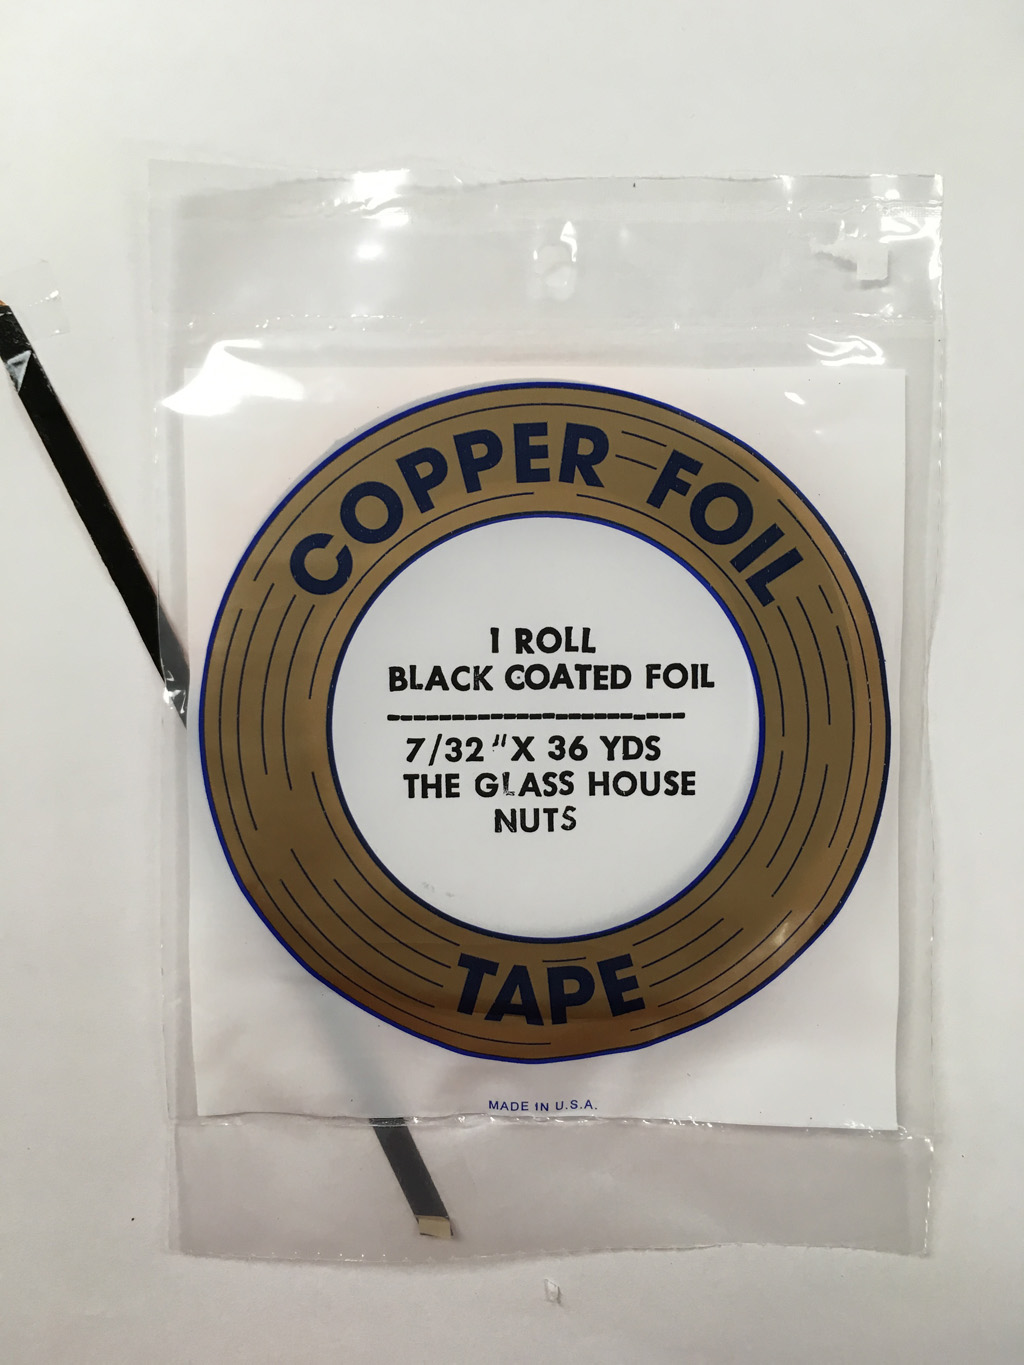 COPPER FOIL
1 ROLL
BLACK COATED FOIL
7/32"X 36 YDS
THE GLASS HOUSE
NUTS
TAPE
MADE IN U.S.A.